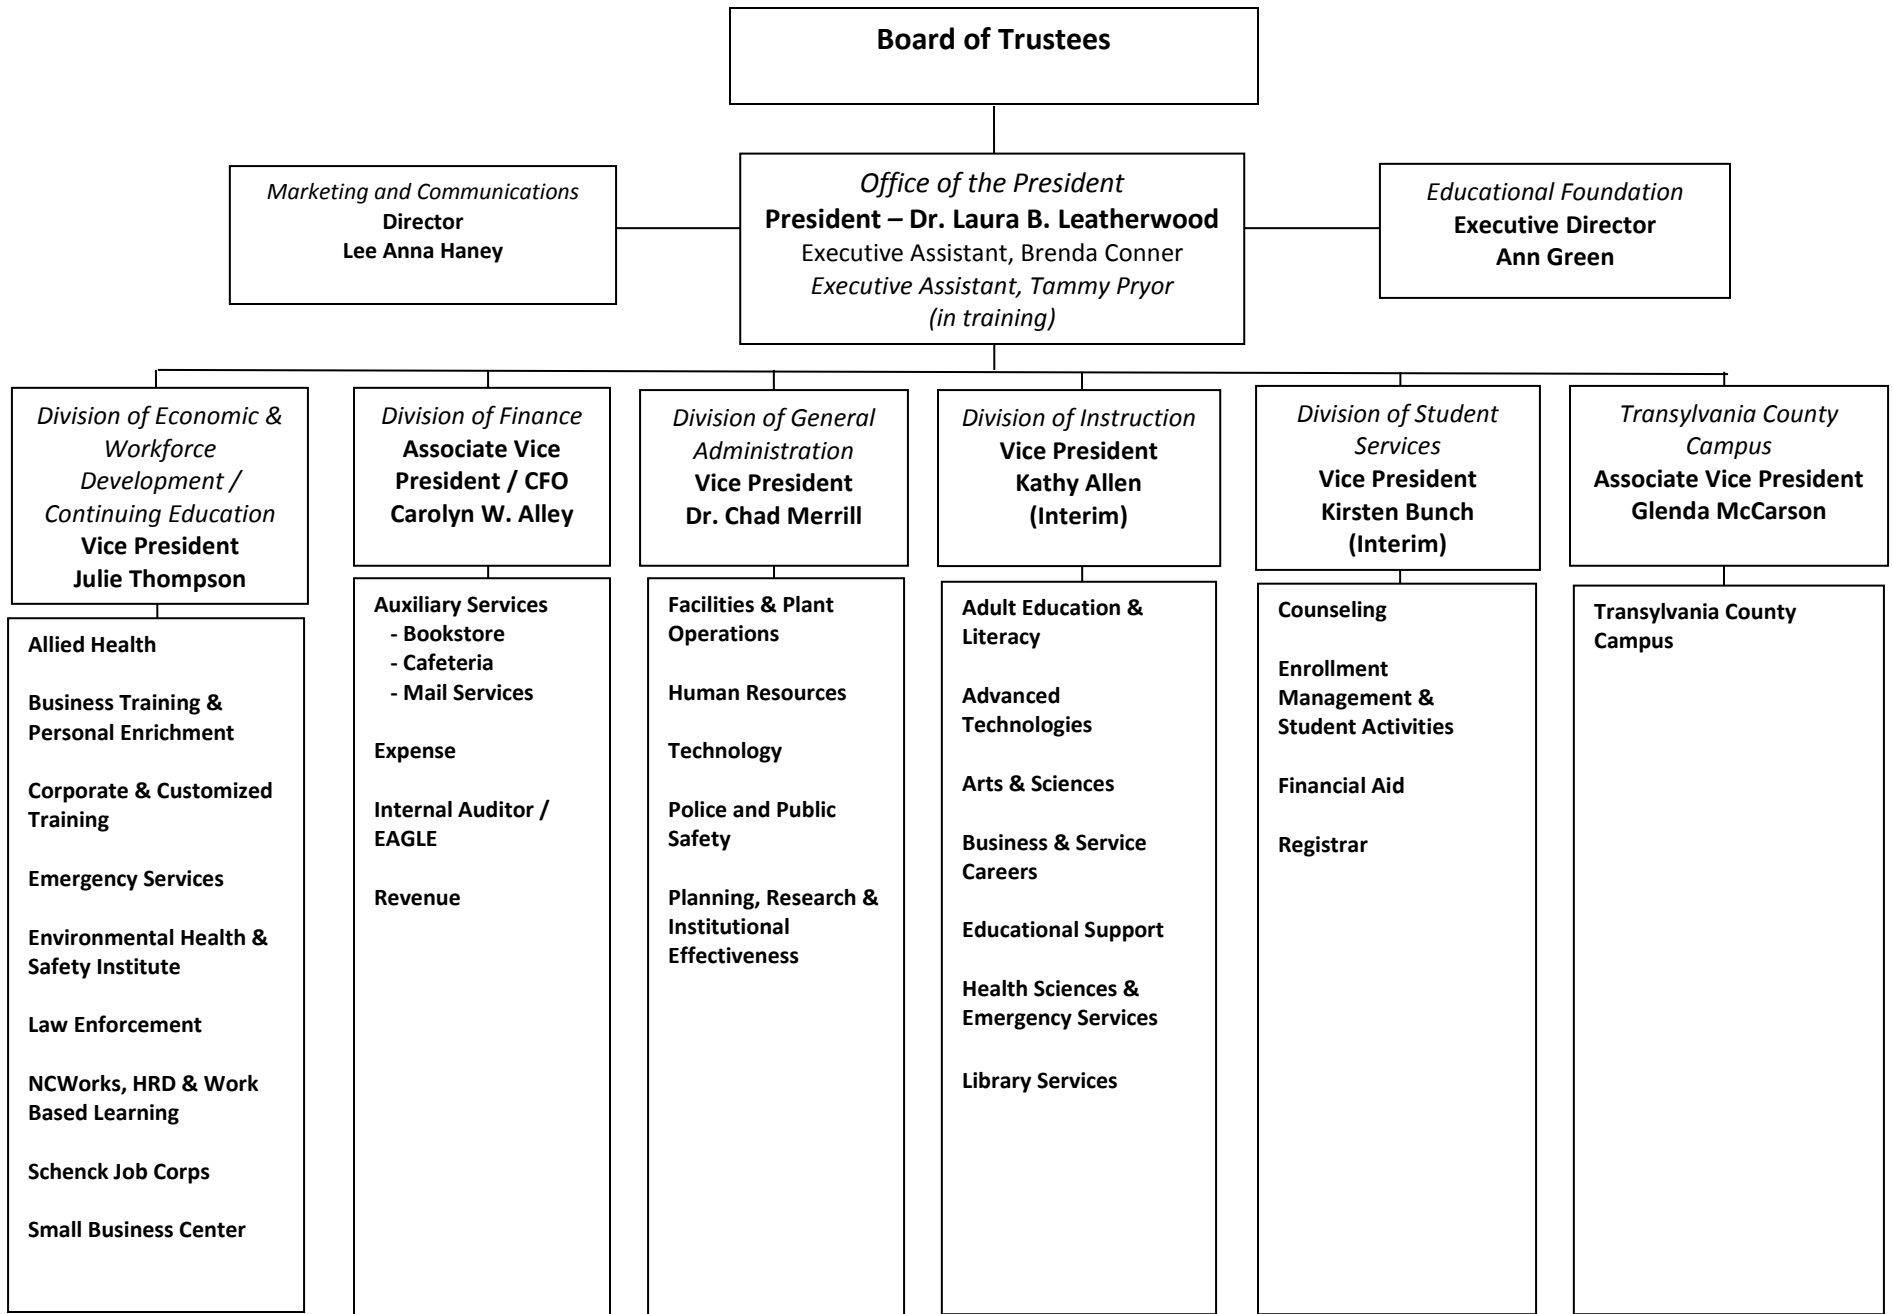 Board of Trustees
Marketing and Communications
Director
Lee Anna Haney
Office of the President
President – Dr. Laura B. Leatherwood
Executive Assistant, Brenda Conner
Executive Assistant, Tammy Pryor
(in training)
Educational Foundation
Executive Director
Ann Green
Division of Economic &
Workforce
Development /
Continuing Education
Vice President
Julie Thompson
Allied Health
Business Training &
Personal Enrichment
Corporate & Customized
Training
Emergency Services
Environmental Health &
Safety Institute
Law Enforcement
NCWorks, HRD & Work
Based Learning
Schenck Job Corps
Small Business Center
Division of Finance
Associate Vice
President / CFO
Carolyn W. Alley
Auxiliary Services
- Bookstore
- Cafeteria
- Mail Services
Expense
Internal Auditor /
EAGLE
Revenue
Division of General
Administration
Vice President
Dr. Chad Merrill
Facilities & Plant
Operations
Human Resources
Technology
Police and Public
Safety
Planning, Research &
Institutional
Effectiveness
Division of Instruction
Vice President
Kathy Allen
(Interim)
Adult Education &
Literacy
Advanced
Technologies
Arts & Sciences
Business & Service
Careers
Educational Support
Health Sciences &
Emergency Services
Library Services
Division of Student
Services
Vice President
Kirsten Bunch
(Interim)
Counseling
Enrollment
Management &
Student Activities
Financial Aid
Registrar
Transylvania County
Campus
Associate Vice President
Glenda McCarson
Transylvania County
Campus